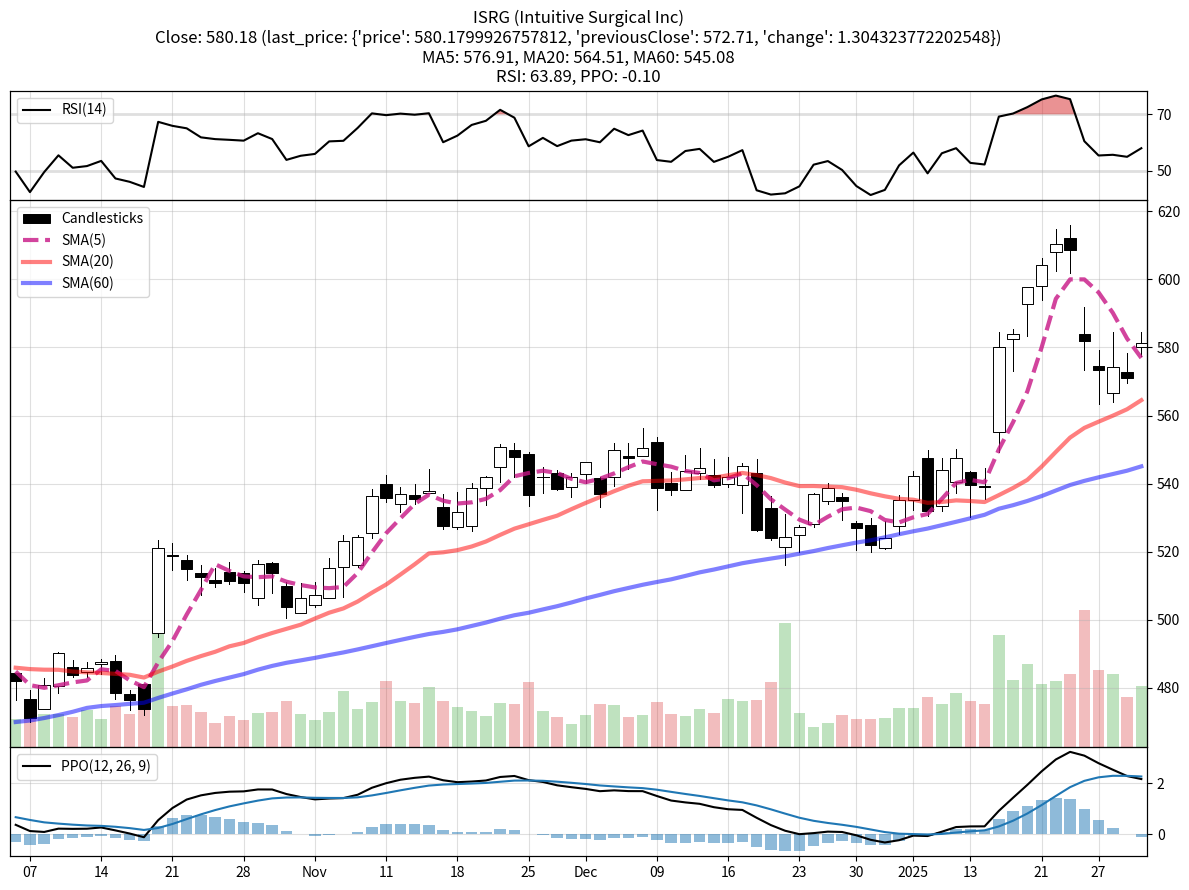 ISRG (Intuitive Surgical Inc)
Close: 580.18 (last_price: {'price': 580.1799926757812, 'previousClose': 572.71, 'change': 1.304323772202548})
MA5: 576.91, MA20: 564.51, MA60: 545.08
RSI: 63.89, PPO: -0.10
RSI(14)
70
50
Candlesticks
SMA(5)
SMA(20)
SMA(60)
620
600
580
560
540
520
500
480
PPO(12, 26, 9)
2
0
07 14 21 28 Nov 11 18 25 Dec 09 16 23 30 2025 13 21 27